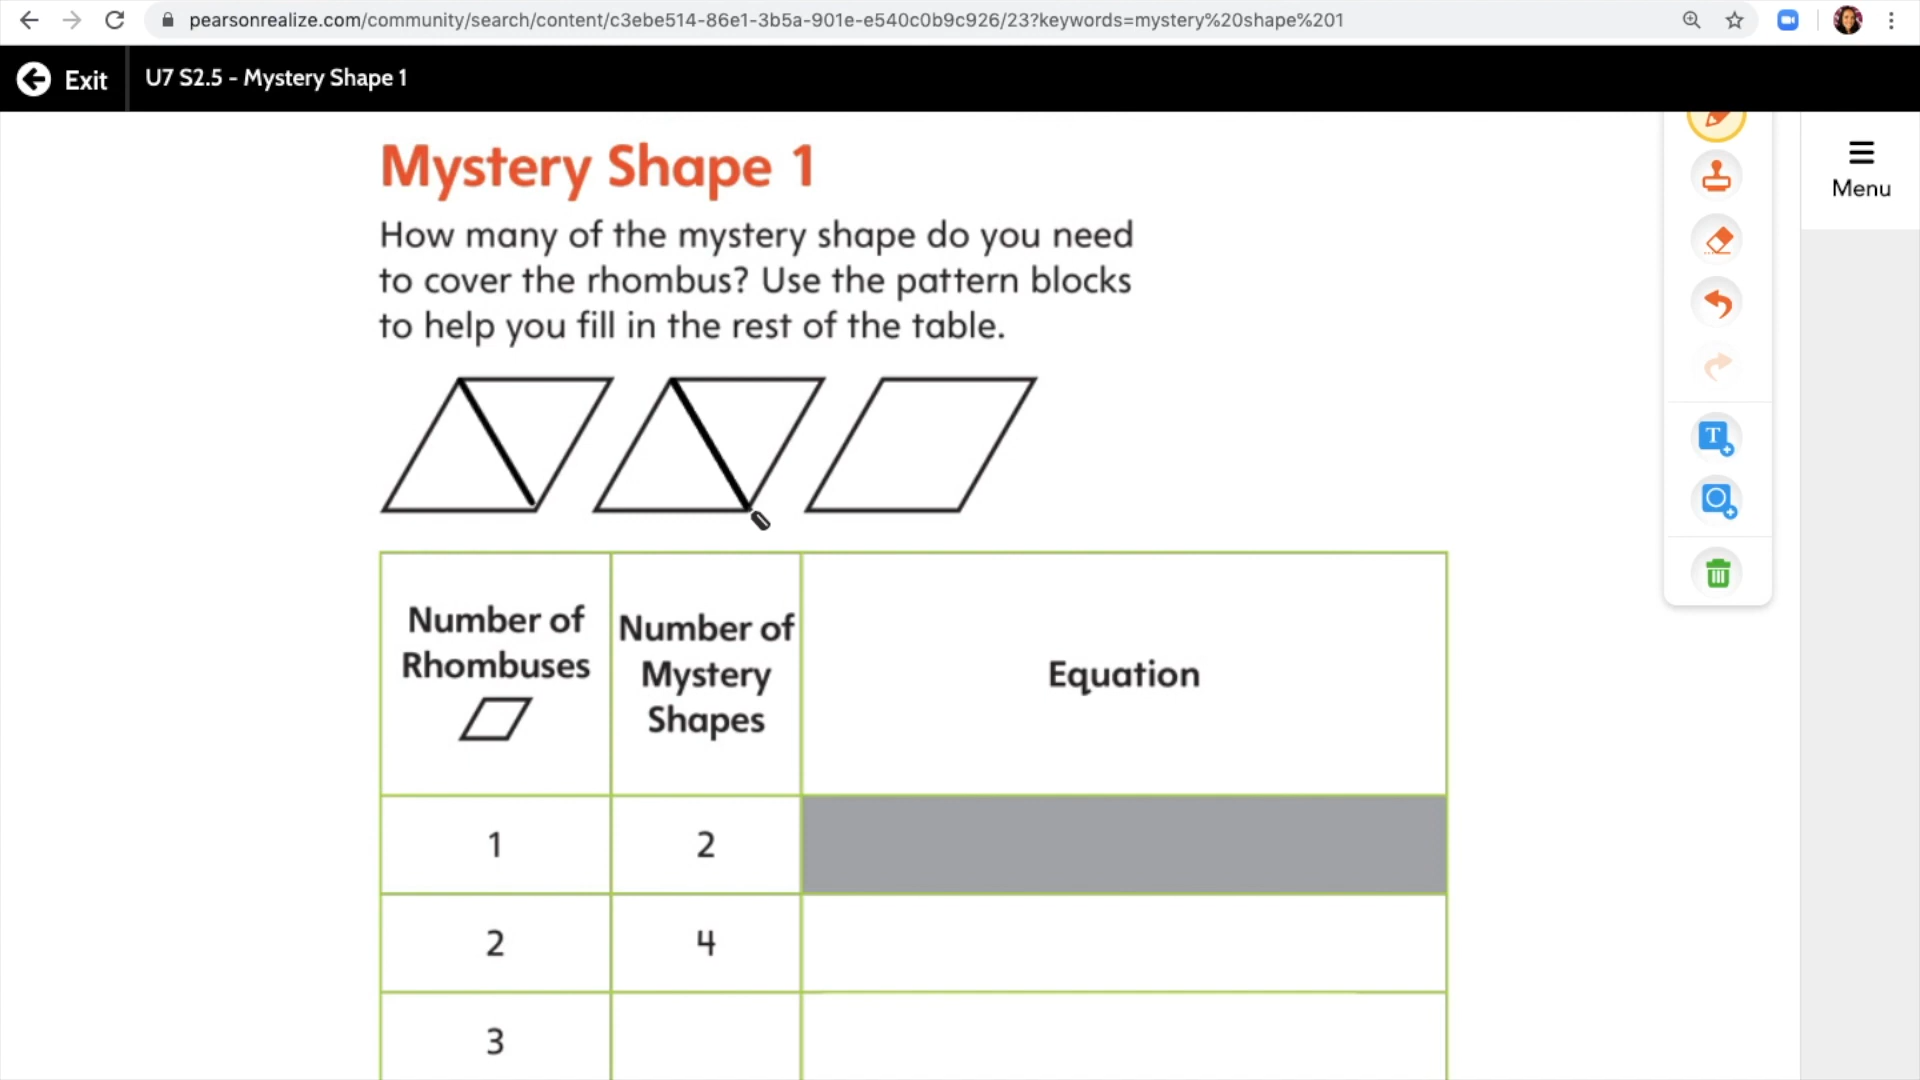 pearsonrealize.com/community/search/content/c3ebe514-86e1-3b5a-901e-e540c0b9c926/23?keywords=mystery%20shape%201
Exit
U7 S2.5 - Mystery Shape 1
Menu
Mystery Shape 1
How many of the mystery shape do you need
to cover the rhombus? Use the pattern blocks
to help you fill in the rest of the table.
T
Number of
Rhombuses
Number of
Mystery
Shapes
Equation
1
2
2
4
3